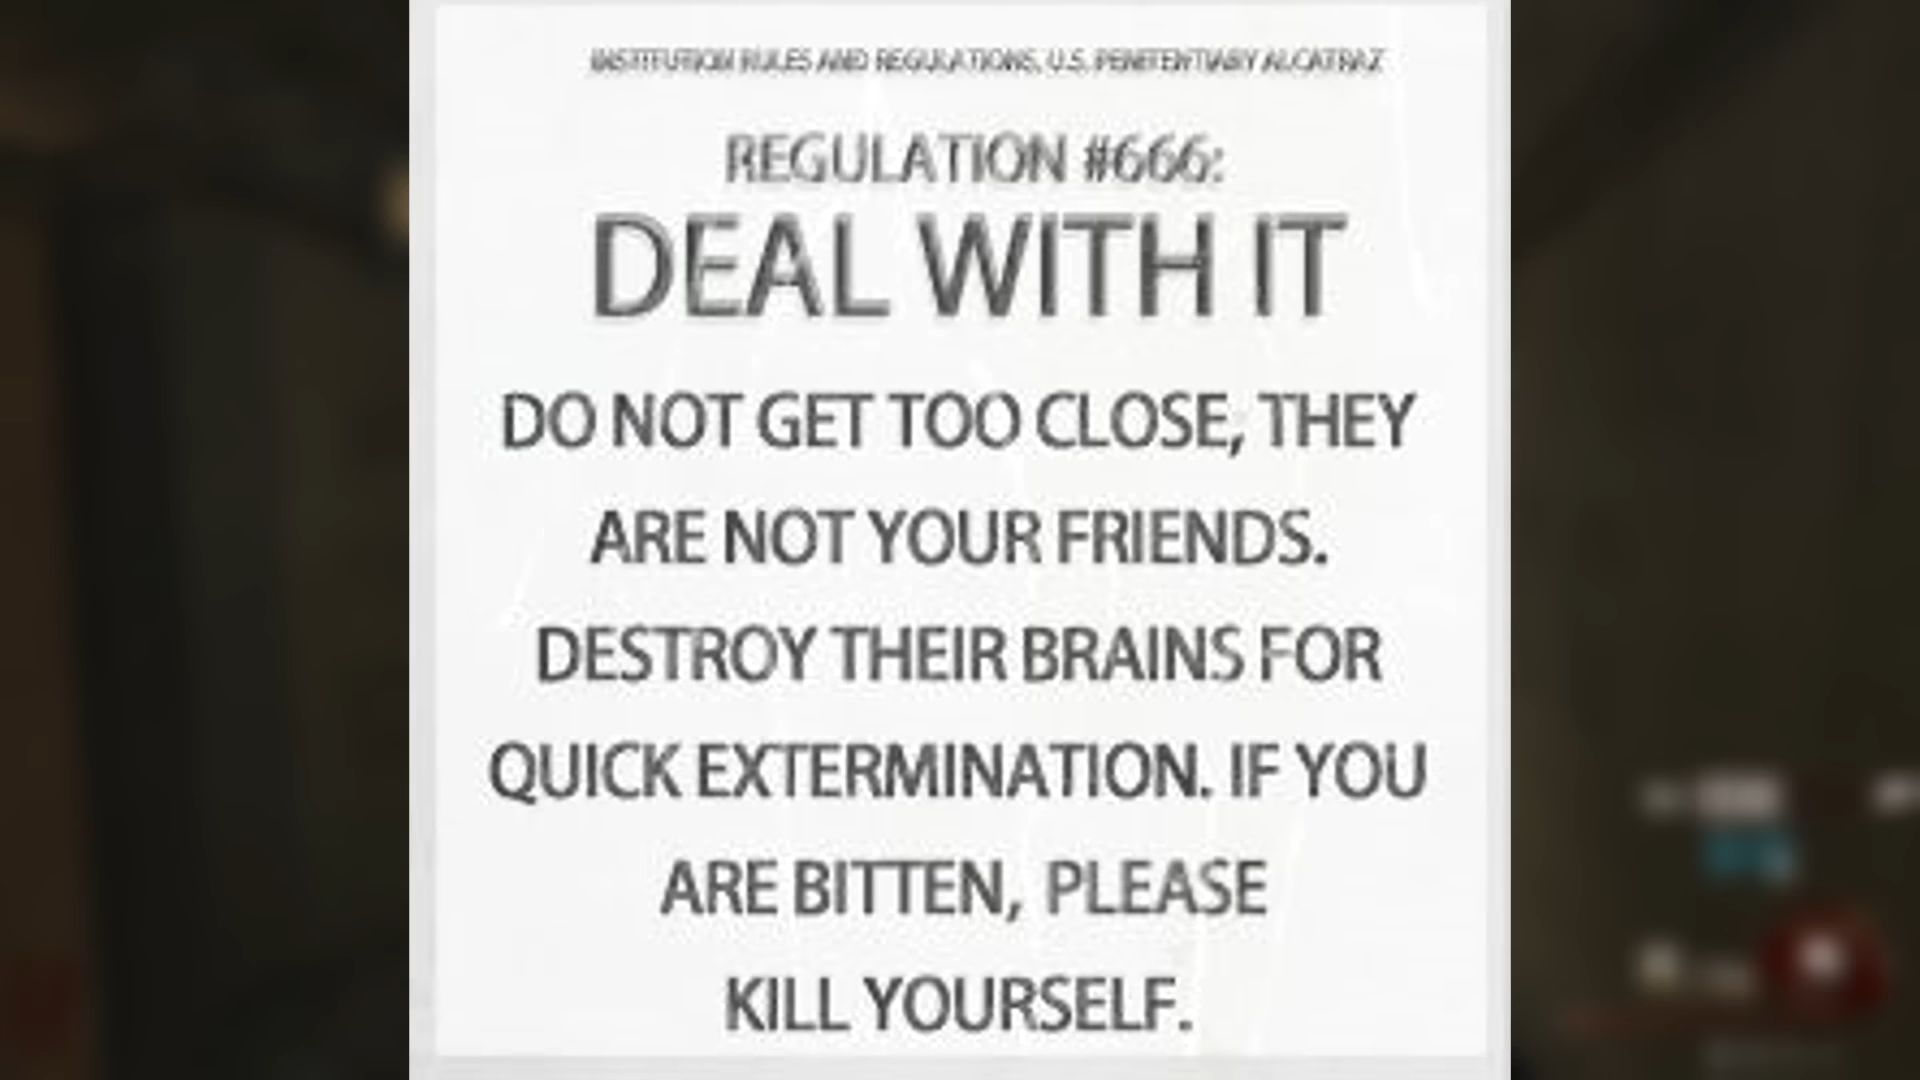 INSTITUTION RULES AND REGULATIONS, U.S. PENITENTIARY ALCATRAZ
REGULATION #666:
DEAL WITH IT
DO NOT GET TOO CLOSE, THEY
ARE NOT YOUR FRIENDS.
DESTROY THEIR BRAINS FOR
QUICK EXTERMINATION. IF YOU
ARE BITTEN, PLEASE
KILL YOURSELF.